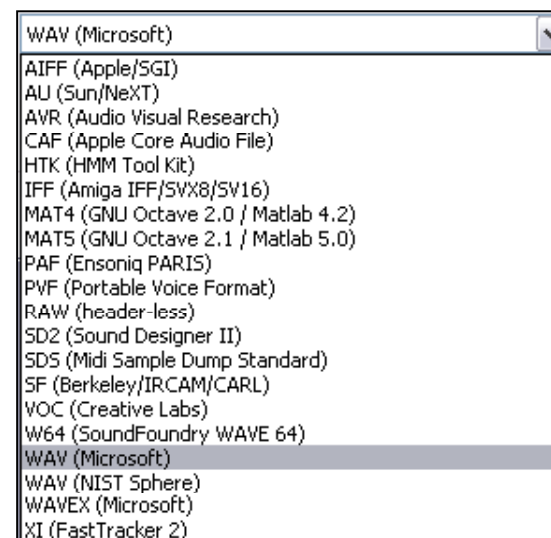 WAV (Microsoft)
AIFF (Apple/SGI)
AU (Sun/NeXT)
AVR (Audio Visual Research)
CAF (Apple Core Audio File)
HTK (HMM Tool Kit)
IFF (Amiga IFF/SVX8/SV16)
MAT4 (GNU Octave 2.0 / Matlab 4.2)
MAT5 (GNU Octave 2.1 / Matlab 5.0)
PAF (Ensoniq PARIS)
PVF (Portable Voice Format)
RAW (header-less)
SD2 (Sound Designer II)
SDS (Midi Sample Dump Standard)
SF (Berkeley/IRCAM/CARL)
VOC (Creative Labs)
W64 (SoundFoundry WAVE 64)
WAV (Microsoft)
WAV (NIST Sphere)
WAVEX (Microsoft)
XI (FastTracker 2)